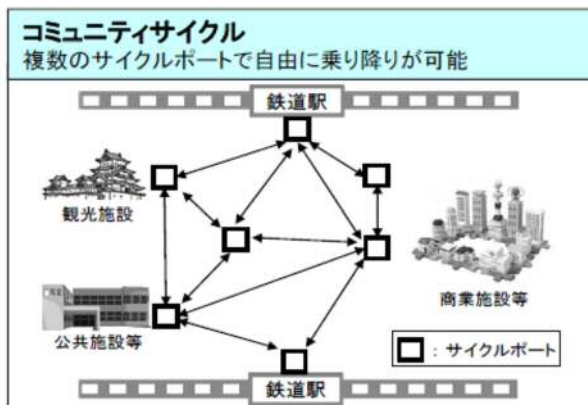 コミュニティサイクル
複数のサイクルポートで自由に乗り降りが可能
鉄道駅
観光施設
商業施設等
公共施設等
: サイクルポート
鉄道駅